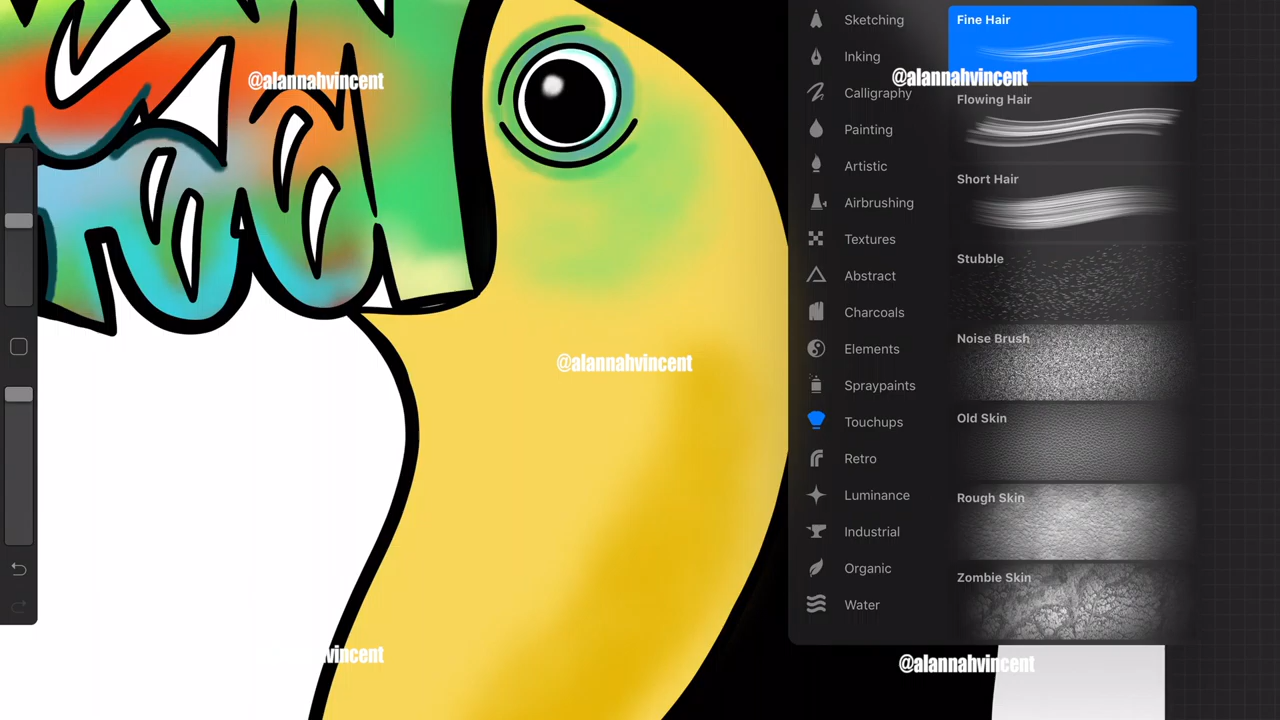 @alannahvincent
@alannahvincent
@alannahvincent
vincent
@alannahvincent
Sketching
Inking
Calligraphy
Painting
Artistic
Airbrushing
Textures
Abstract
Charcoals
Elements
Spraypaints
Touchups
Retro
Luminance
Industrial
Organic
Water
Fine Hair
Flowing Hair
Short Hair
Stubble
Noise Brush
Old Skin
Rough Skin
Zombie Skin